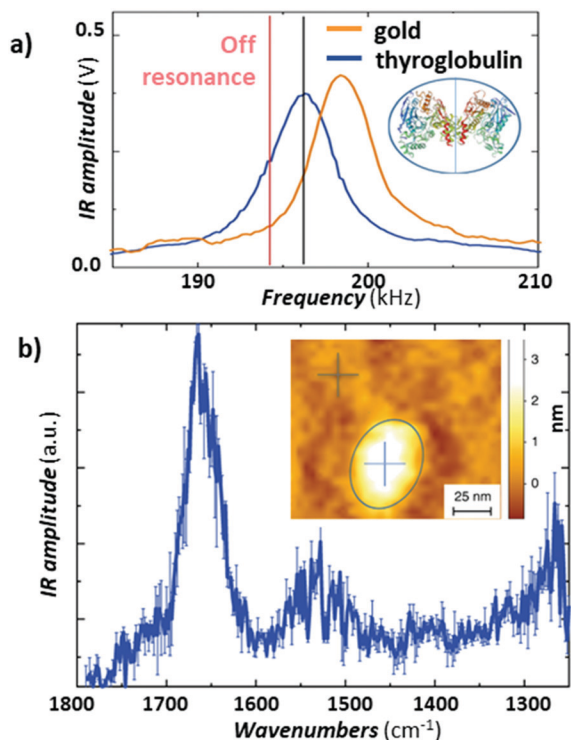 a)
0.5
Off
resonance
gold
thyroglobulin
IR amplitude (V)
0.0
190
200
210
Frequency (kHz)
b)
3
2
1
0
nm
25 nm
IR amplitude (a.u.)
1800
1700
1600
1500
1400
1300
Wavenumbers (cm⁻¹)